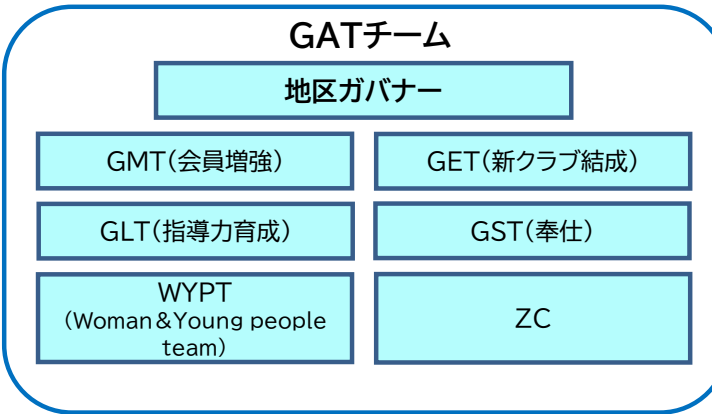 GATチーム
地区ガバナー
GMT(会員増強)
GET(新クラブ結成)
GLT(指導力育成)
GST(奉仕)
WYPT
(Woman&Young people
team)
ZC